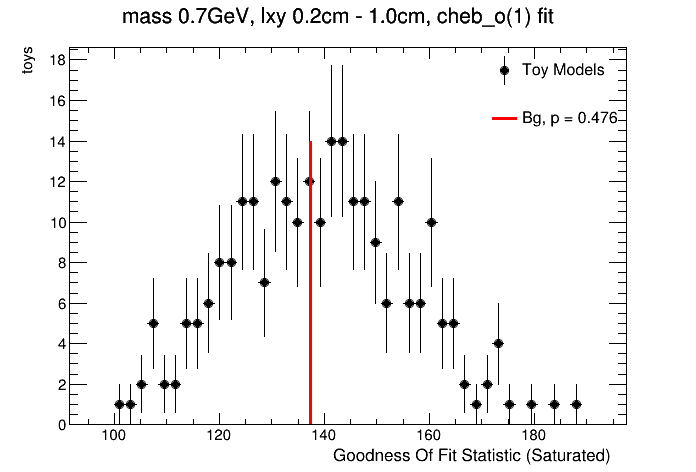 mass 0.7GeV, lxy 0.2cm - 1.0cm, cheb_o(1) fit
toys
18
16
14
12
10
8
6
4
2
0
Toy Models
Bg, p = 0.476
100 120 140 160 180
Goodness Of Fit Statistic (Saturated)